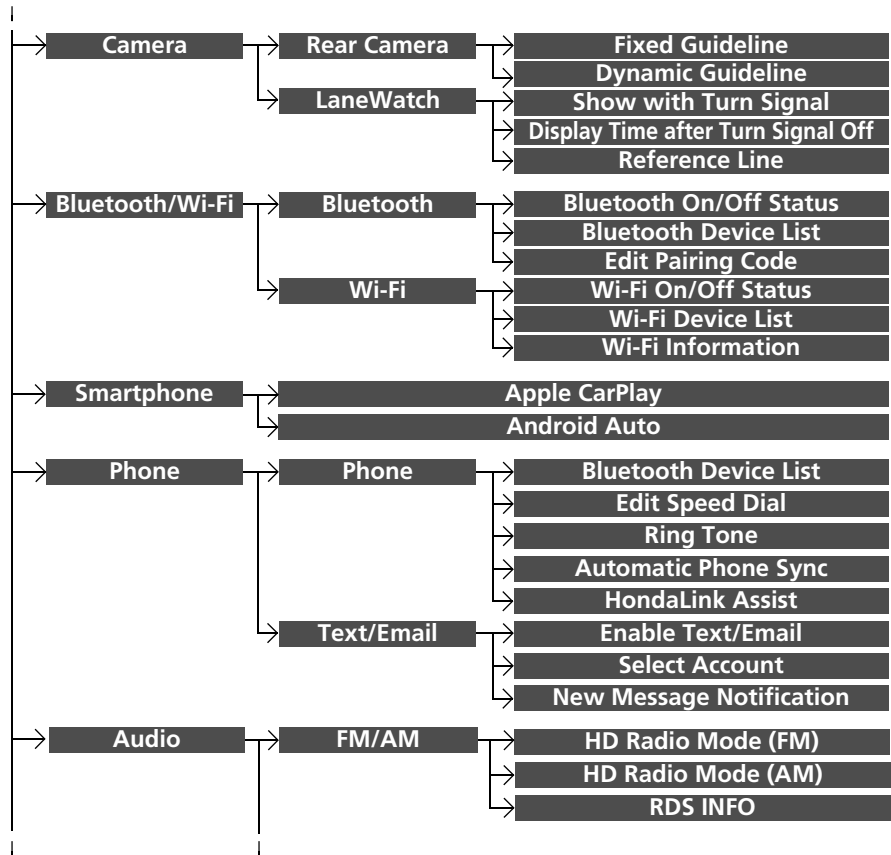 Camera
Rear Camera
Fixed Guideline
Dynamic Guideline
LaneWatch
Show with Turn Signal
Display Time after Turn Signal Off
Reference Line
Bluetooth/Wi-Fi
Bluetooth
Bluetooth On/Off Status
Bluetooth Device List
Edit Pairing Code
Wi-Fi
Wi-Fi On/Off Status
Wi-Fi Device List
Wi-Fi Information
Smartphone
Apple CarPlay
Android Auto
Phone
Phone
Bluetooth Device List
Edit Speed Dial
Ring Tone
Automatic Phone Sync
HondaLink Assist
Text/Email
Enable Text/Email
Select Account
New Message Notification
Audio
FM/AM
HD Radio Mode (FM)
HD Radio Mode (AM)
RDS INFO